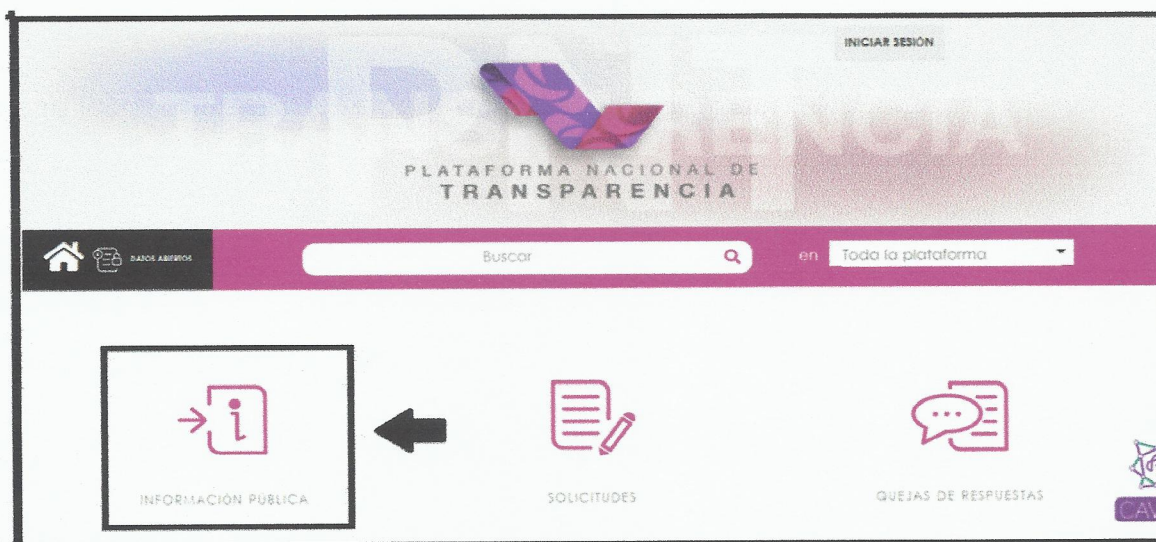 INICIAR SESIÓN
PLATAFORMA NACIONAL DE
TRANSPARENCIA
DATOS ABIERTOS
Buscar
en
Toda la plataforma
INFORMACIÓN PÚBLICA
SOLICITUDES
QUEJAS DE RESPUESTAS